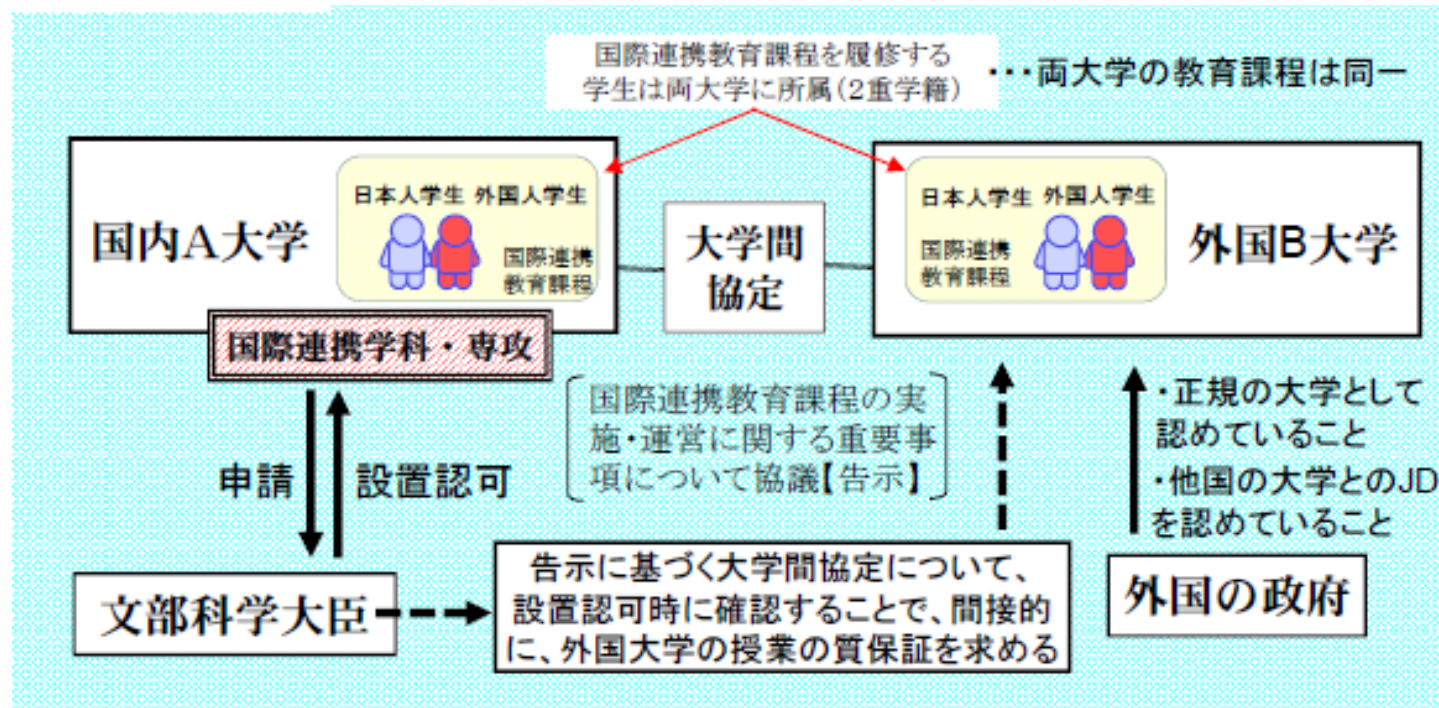 国際連携教育課程を履修する
学生は両大学に所属(2重学籍)
・・・両大学の教育課程は同一
国内A大学
日本人学生 外国人学生
国際連携
教育課程
国際連携学科・専攻
大学間
協定
日本人学生 外国人学生
国際連携
教育課程
外国B大学
申請
設置認可
国際連携教育課程の実
施・運営に関する重要事
項について協議【告示】
・正規の大学として
認めていること
・他国の大学とのJD
を認めていること
文部科学大臣
告示に基づく大学間協定について、
設置認可時に確認することで、間接的
に、外国大学の授業の質保証を求める
外国の政府